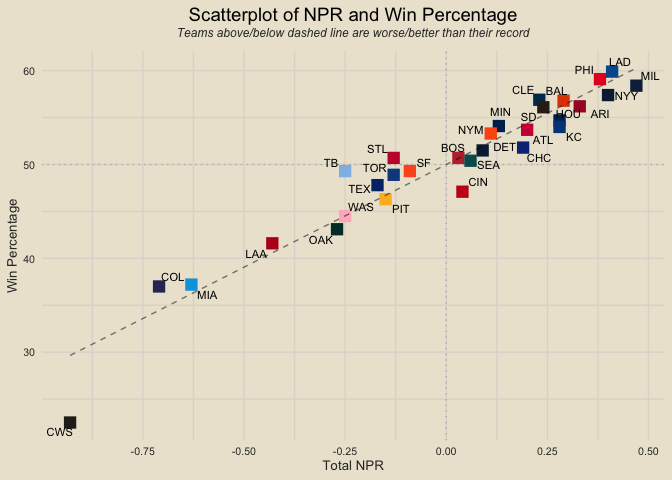 Scatterplot of NPR and Win Percentage
Teams above/below dashed line are worse/better than their record
Win Percentage
60
50
40
30
LAD
PHI
MIL
CLE
BAL
NYY
MIN
SD
HOU
ARI
NYM
ATL
KC
STL
BOS
DET
CHC
TB
TOR
SF
SEA
TEX
CIN
WAS
PIT
OAK
LAA
COL
MIA
CWS
-0.75
-0.50
-0.25
0.00
0.25
0.50
Total NPR